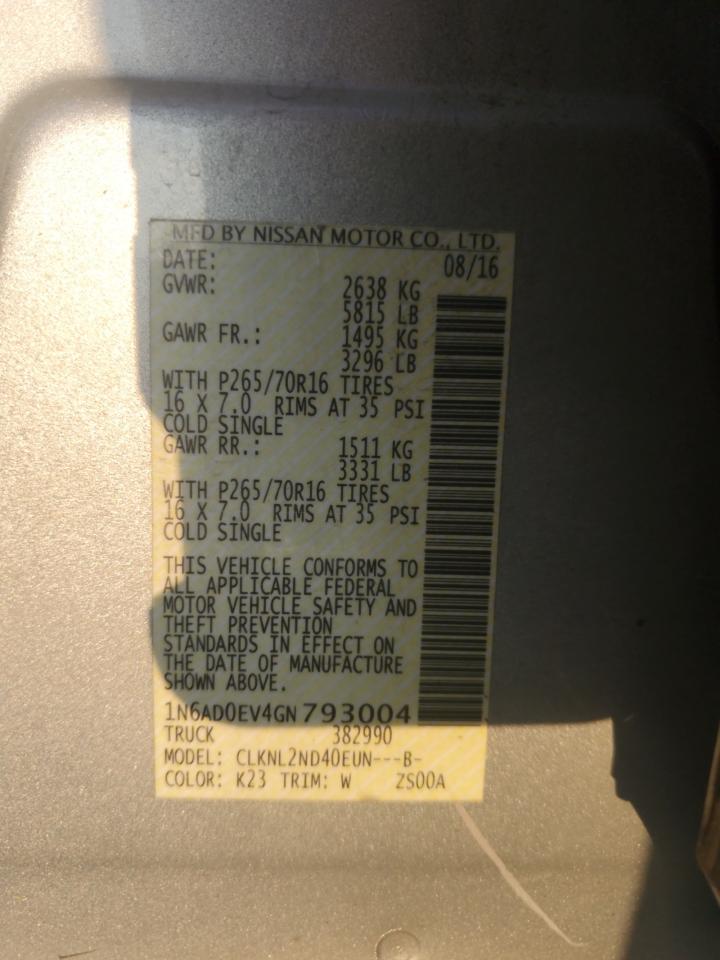 MFD BY NISSAN MOTOR CO., LTD.
DATE: 08/16
GVWR: 2638 KG
5815 LB
GAWR FR.: 1495 KG
3296 LB
WITH P265/70R16 TIRES
16 X 7.0 RIMS AT 35 PSI
COLD SINGLE
GAWR RR.: 1511 KG
3331 LB
WITH P265/70R16 TIRES
16 X 7.0 RIMS AT 35 PSI
COLD SINGLE
THIS VEHICLE CONFORMS TO
ALL APPLICABLE FEDERAL
MOTOR VEHICLE SAFETY AND
THEFT PREVENTION
STANDARDS IN EFFECT ON
THE DATE OF MANUFACTURE
SHOWN ABOVE.
1N6AD0EV4GN793004
TRUCK 382990
MODEL: CLKNL2ND40EUN---B-
COLOR: K23 TRIM: W ZS00A